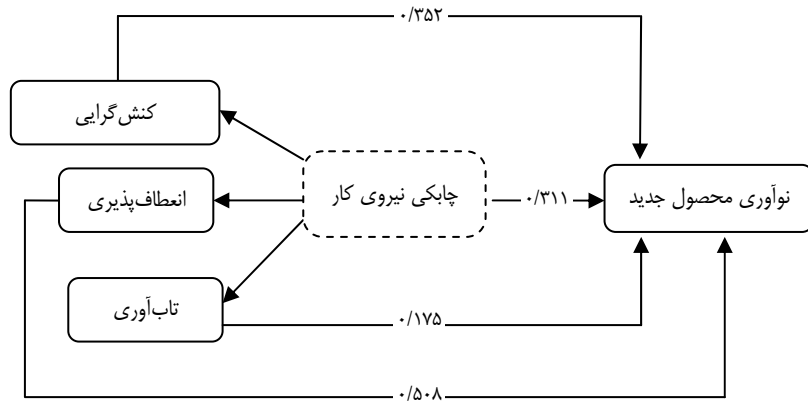 ۰/۳۵۲
کنش‌گرایی
چابکی نیروی کار
نوآوری محصول جدید
۰/۳۱۱
انعطاف‌پذیری
تاب‌آوری
۰/۱۷۵
۰/۵۰۸